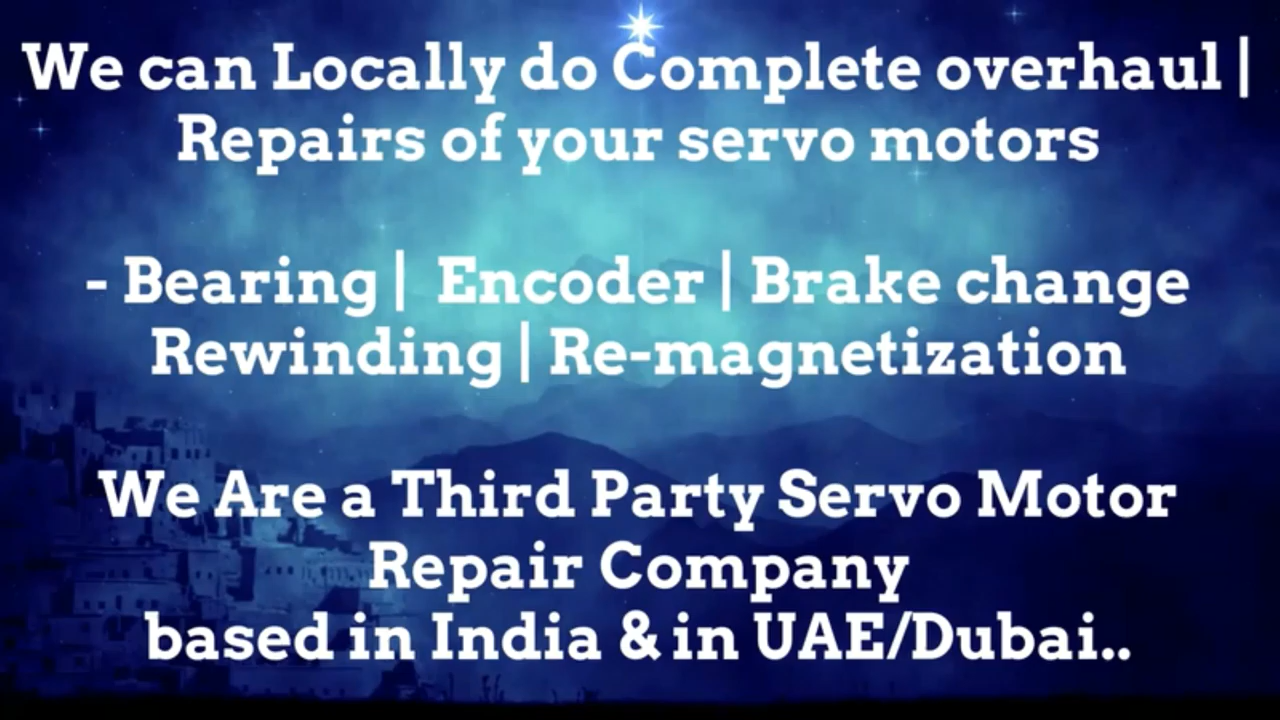 We can Locally do Complete overhaul |
Repairs of your servo motors
- Bearing | Encoder | Brake change
Rewinding | Re-magnetization
We Are a Third Party Servo Motor
Repair Company
based in India & in UAE/Dubai..